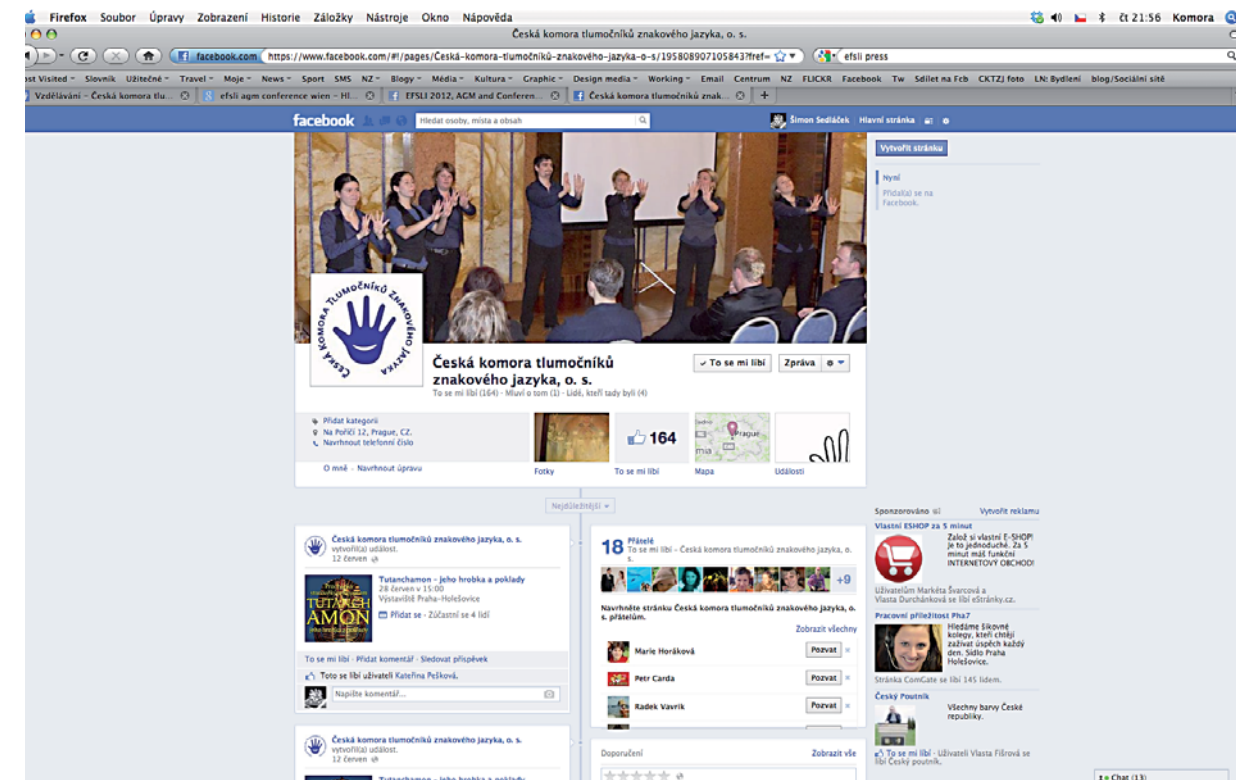 Firefox Soubor Úpravy Zobrazení Historie Záložky Nástroje Okno Nápověda
čt 21:56 Komora
Česká komora tlumočníků znakového jazyka, o. s.
facebook.com https://www.facebook.com/#!/pages/Česká-komora-tlumočníků-znakového-jazyka-o-s/195808907105843?fref=
efsli press
st Visited Slovník Užitečné Travel Moje News Sport SMS NZ Blogy Média Kultura Graphic Design media Working Email Centrum NZ FLICKR Facebook Tw Sdílet na Fcb CKTZJ foto LN: Bydlení blog/Sociální sítě
Vzdělávání – Česká komora tlu...
efsli agm conference wien – Hl...
EFSLI 2012, AGM and Conferen...
Česká komora tlumočníků znak...
facebook
Hledat osoby, místa a obsah
Šimon Sedláček Hlavní stránka
Vytvořit stránku
Nyní
Přidal(a) se na
Facebook.
ČESKÁ KOMORA TLUMOČNÍKŮ ZNAKOVÉHO JAZYKA
Česká komora tlumočníků
znakového jazyka, o. s.
To se mi líbí (164) · Mluví o tom (1) · Lidé, kteří tady byli (4)
✓ To se mi líbí
Zpráva
Přidat kategorii
Na Poříčí 12, Prague, CZ.
Navrhnout telefonní číslo
O mně · Navrhnout úpravu
Fotky
164
To se mi líbí
Prague
Mapa
Události
Nejdůležitější
Česká komora tlumočníků znakového jazyka, o. s.
vytvořil(a) událost.
12 červen
TUTANCH
AMON
Tutanchamon – jeho hrobka a poklady
28 červen v 15:00
Výstaviště Praha-Holešovice
Přidat se · Zúčastní se 4 lidí
To se mi líbí · Přidat komentář · Sledovat příspěvek
Toto se líbí uživateli Kateřina Pešková.
Napište komentář...
Česká komora tlumočníků znakového jazyka, o. s.
vytvořil(a) událost.
12 červen
Tutanchamon – jeho hrobka a poklady
18 Přátelé
To se mi líbí – Česká komora tlumočníků znakového jazyka, o.
s.
+9
Navrhněte stránku Česká komora tlumočníků znakového jazyka, o.
s. přátelům.
Zobrazit všechny
Marie Horáková Pozvat
Petr Carda Pozvat
Radek Vavřík Pozvat
Doporučení Zobrazit vše
Sponzorováno Vytvořit reklamu
Vlastní ESHOP za 5 minut
Založ si vlastní E-SHOP!
Je to jednoduché. Za 5
minut máš funkční
INTERNETOVÝ OBCHOD!
Uživatelům Markéta Švarcová a
Vlasta Durchánková se líbí eStránky.cz.
Pracovní příležitost Pha7
Hledáme šikovné
kolegy, kteří chtějí
zažívat úspěch každý
den. Sídlo Praha
Holešovice.
Stránka ComGate se líbí 145 lidem.
Český Poutník
Všechny barvy České
republiky.
To se mi líbí · Uživateli Vlasta Fišrová se
líbí Český poutník.
Chat (13)